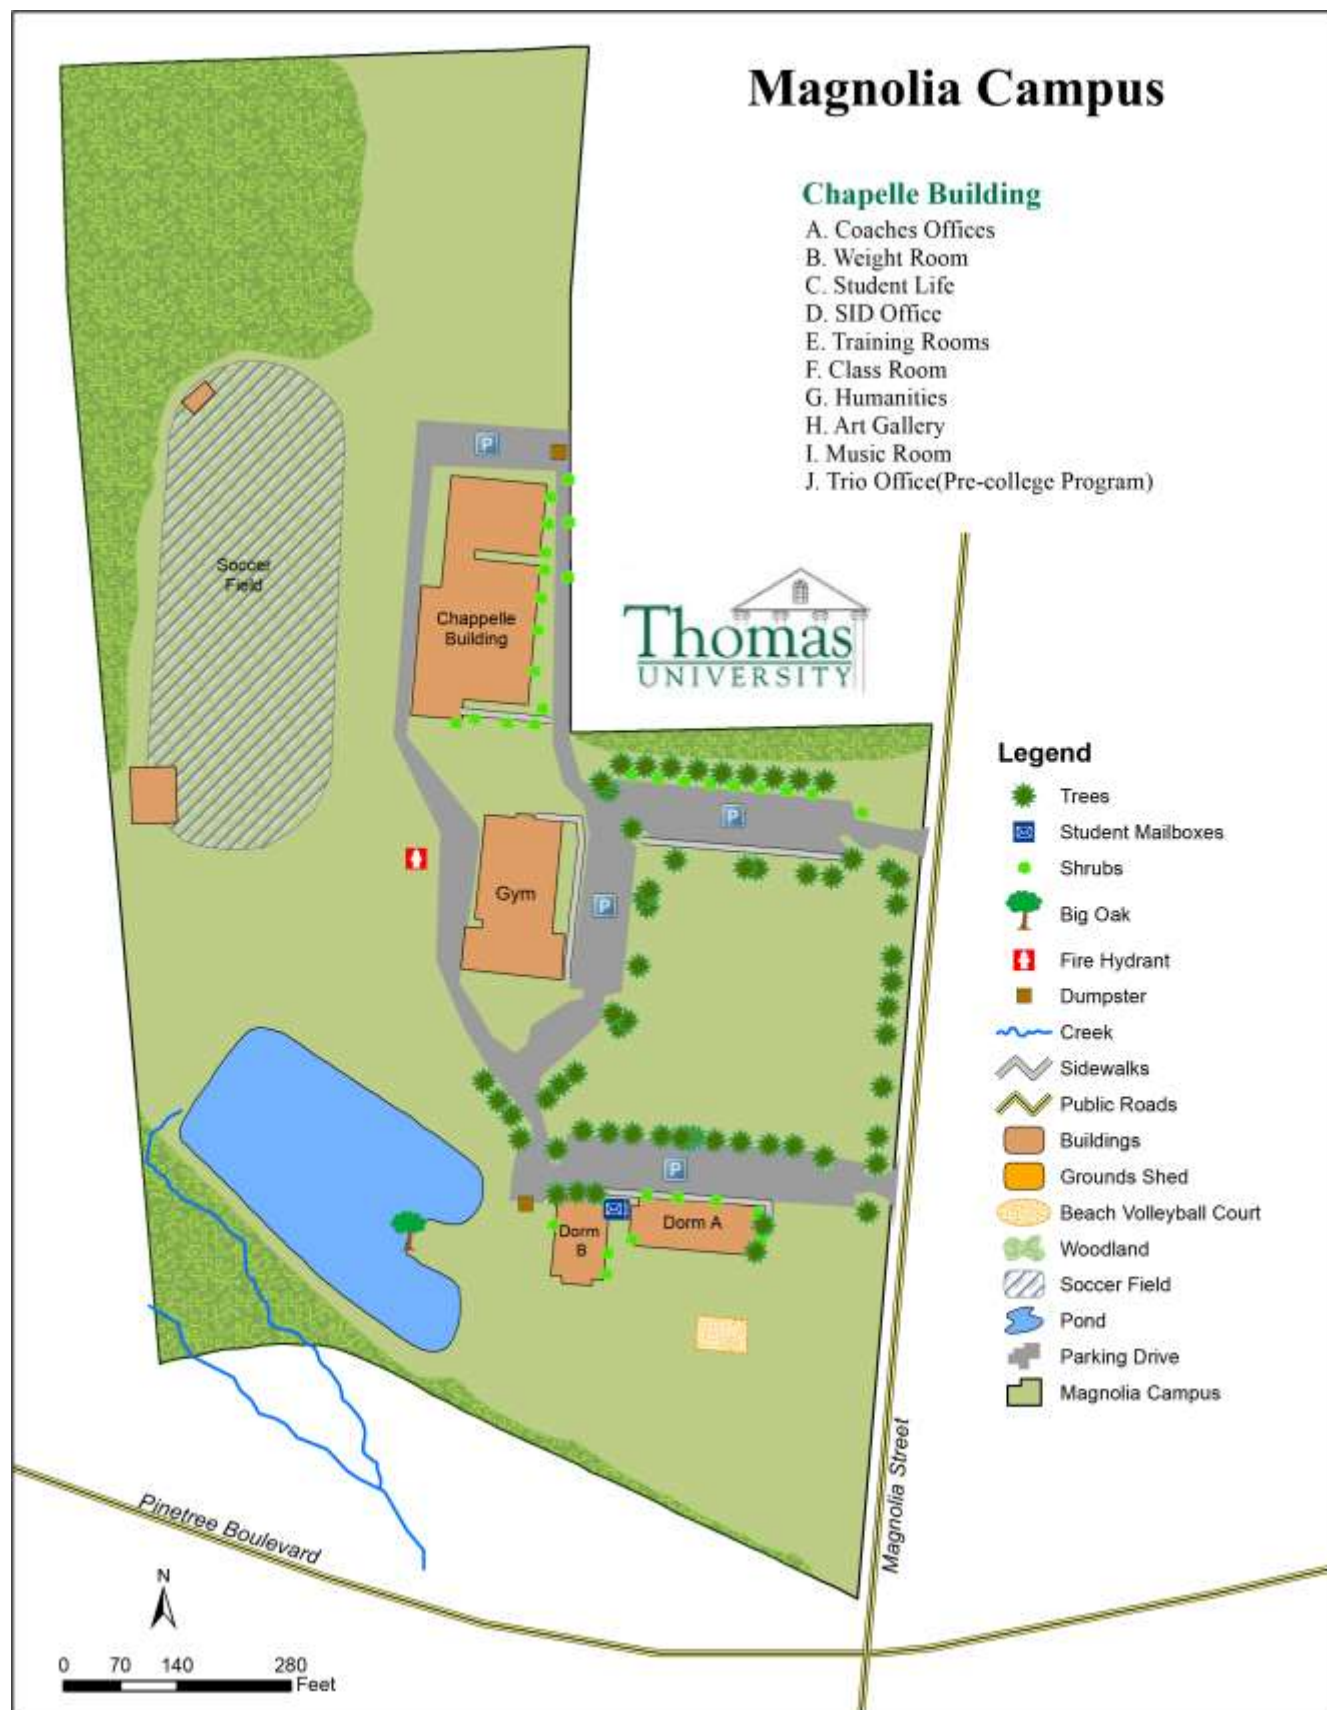 Magnolia Campus
Chapelle Building
A. Coaches Offices
B. Weight Room
C. Student Life
D. SID Office
E. Training Rooms
F. Class Room
G. Humanities
H. Art Gallery
I. Music Room
J. Trio Office(Pre-college Program)
P
Soccer
Field
Chappelle
Building
Thomas
UNIVERSITY
Legend
Trees
Student Mailboxes
Shrubs
Big Oak
Fire Hydrant
Dumpster
Creek
Sidewalks
Public Roads
Buildings
Grounds Shed
Beach Volleyball Court
Woodland
Soccer Field
Pond
Parking Drive
Magnolia Campus
P
Gym
P
P
Dorm A
Dorm
B
Magnolia Street
Pinetree Boulevard
N
0 70 140 280
Feet